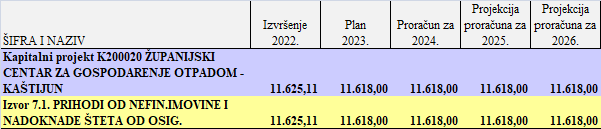 ŠIFRA I NAZIV Izvršenje 2022. Plan 2023. Proračun za 2024. Projekcija proračuna za 2025. Projekcija proračuna za 2026.
Kapitalni projekt K200020 ŽUPANIJSKI
CENTAR ZA GOSPODARENJE OTPADOM -
KAŠTIJUN 11.625,11 11.618,00 11.618,00 11.618,00 11.618,00
Izvor 7.1. PRIHODI OD NEFIN.IMOVINE I
NADOKNADE ŠTETA OD OSIG. 11.625,11 11.618,00 11.618,00 11.618,00 11.618,00